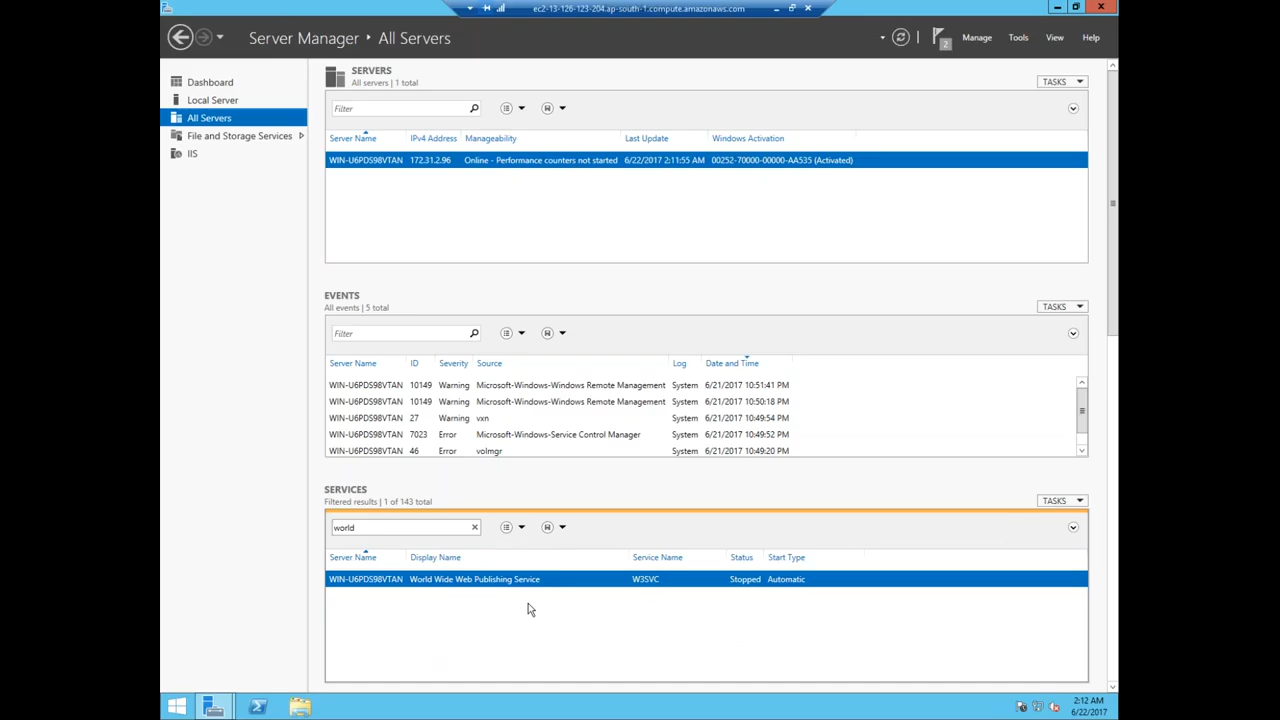 ec2-13-126-123-204.ap-south-1.compute.amazonaws.com
Server Manager ‣ All Servers
2
Manage Tools View Help
Dashboard
Local Server
All Servers
File and Storage Services
IIS
SERVERS
All servers | 1 total
TASKS
Filter
Server Name IPv4 Address Manageability Last Update Windows Activation
WIN-U6PDS98VTAN 172.31.2.96 Online - Performance counters not started 6/22/2017 2:11:55 AM 00252-70000-00000-AA535 (Activated)
EVENTS
All events | 5 total
TASKS
Filter
Server Name ID Severity Source Log Date and Time
WIN-U6PDS98VTAN 10149 Warning Microsoft-Windows-Windows Remote Management System 6/21/2017 10:51:41 PM
WIN-U6PDS98VTAN 10149 Warning Microsoft-Windows-Windows Remote Management System 6/21/2017 10:50:18 PM
WIN-U6PDS98VTAN 27 Warning vxn System 6/21/2017 10:49:54 PM
WIN-U6PDS98VTAN 7023 Error Microsoft-Windows-Service Control Manager System 6/21/2017 10:49:52 PM
WIN-U6PDS98VTAN 46 Error volmgr System 6/21/2017 10:49:20 PM
SERVICES
Filtered results | 1 of 143 total
TASKS
world
Server Name Display Name Service Name Status Start Type
WIN-U6PDS98VTAN World Wide Web Publishing Service W3SVC Stopped Automatic
2:12 AM
6/22/2017